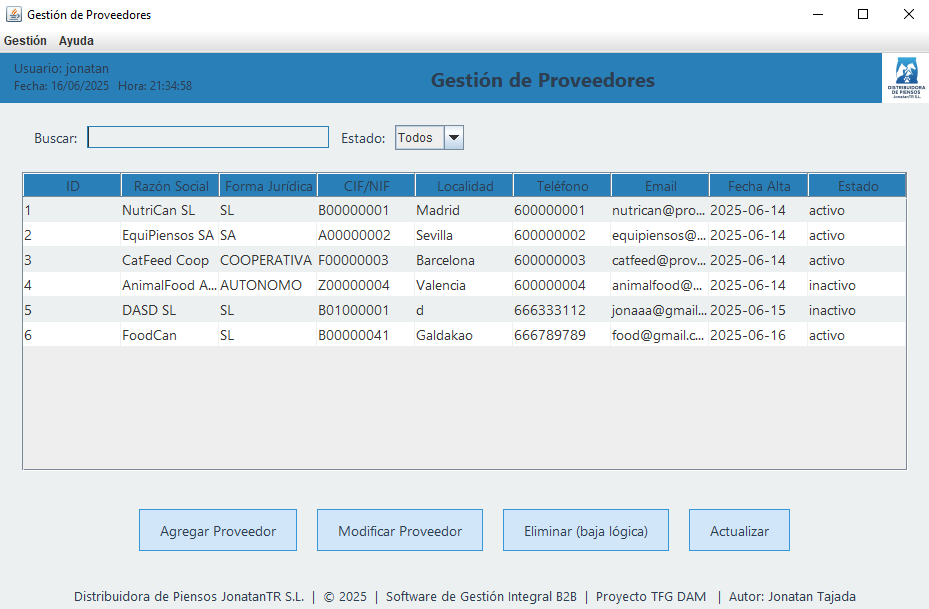 Gestión de Proveedores
Gestión Ayuda
Usuario: jonatan
Fecha: 16/06/2025 Hora: 21:34:58
Gestión de Proveedores
DISTRIBUIDORA
DE PIENSOS
JonatanTR S.L.
Buscar: Estado: Todos
ID Razón Social Forma Jurídica CIF/NIF Localidad Teléfono Email Fecha Alta Estado
1 NutriCan SL SL B00000001 Madrid 600000001 nutrican@pro... 2025-06-14 activo
2 EquiPiensos SA SA A00000002 Sevilla 600000002 equipiensos@... 2025-06-14 activo
3 CatFeed Coop COOPERATIVA F00000003 Barcelona 600000003 catfeed@prov... 2025-06-14 activo
4 AnimalFood A... AUTONOMO Z00000004 Valencia 600000004 animalfood@... 2025-06-14 inactivo
5 DASD SL SL B01000001 d 666333112 jonaaa@gmail... 2025-06-15 inactivo
6 FoodCan SL B00000041 Galdakao 666789789 food@gmail.c... 2025-06-16 activo
Agregar Proveedor Modificar Proveedor Eliminar (baja lógica) Actualizar
Distribuidora de Piensos JonatanTR S.L. | © 2025 | Software de Gestión Integral B2B | Proyecto TFG DAM | Autor: Jonatan Tajada